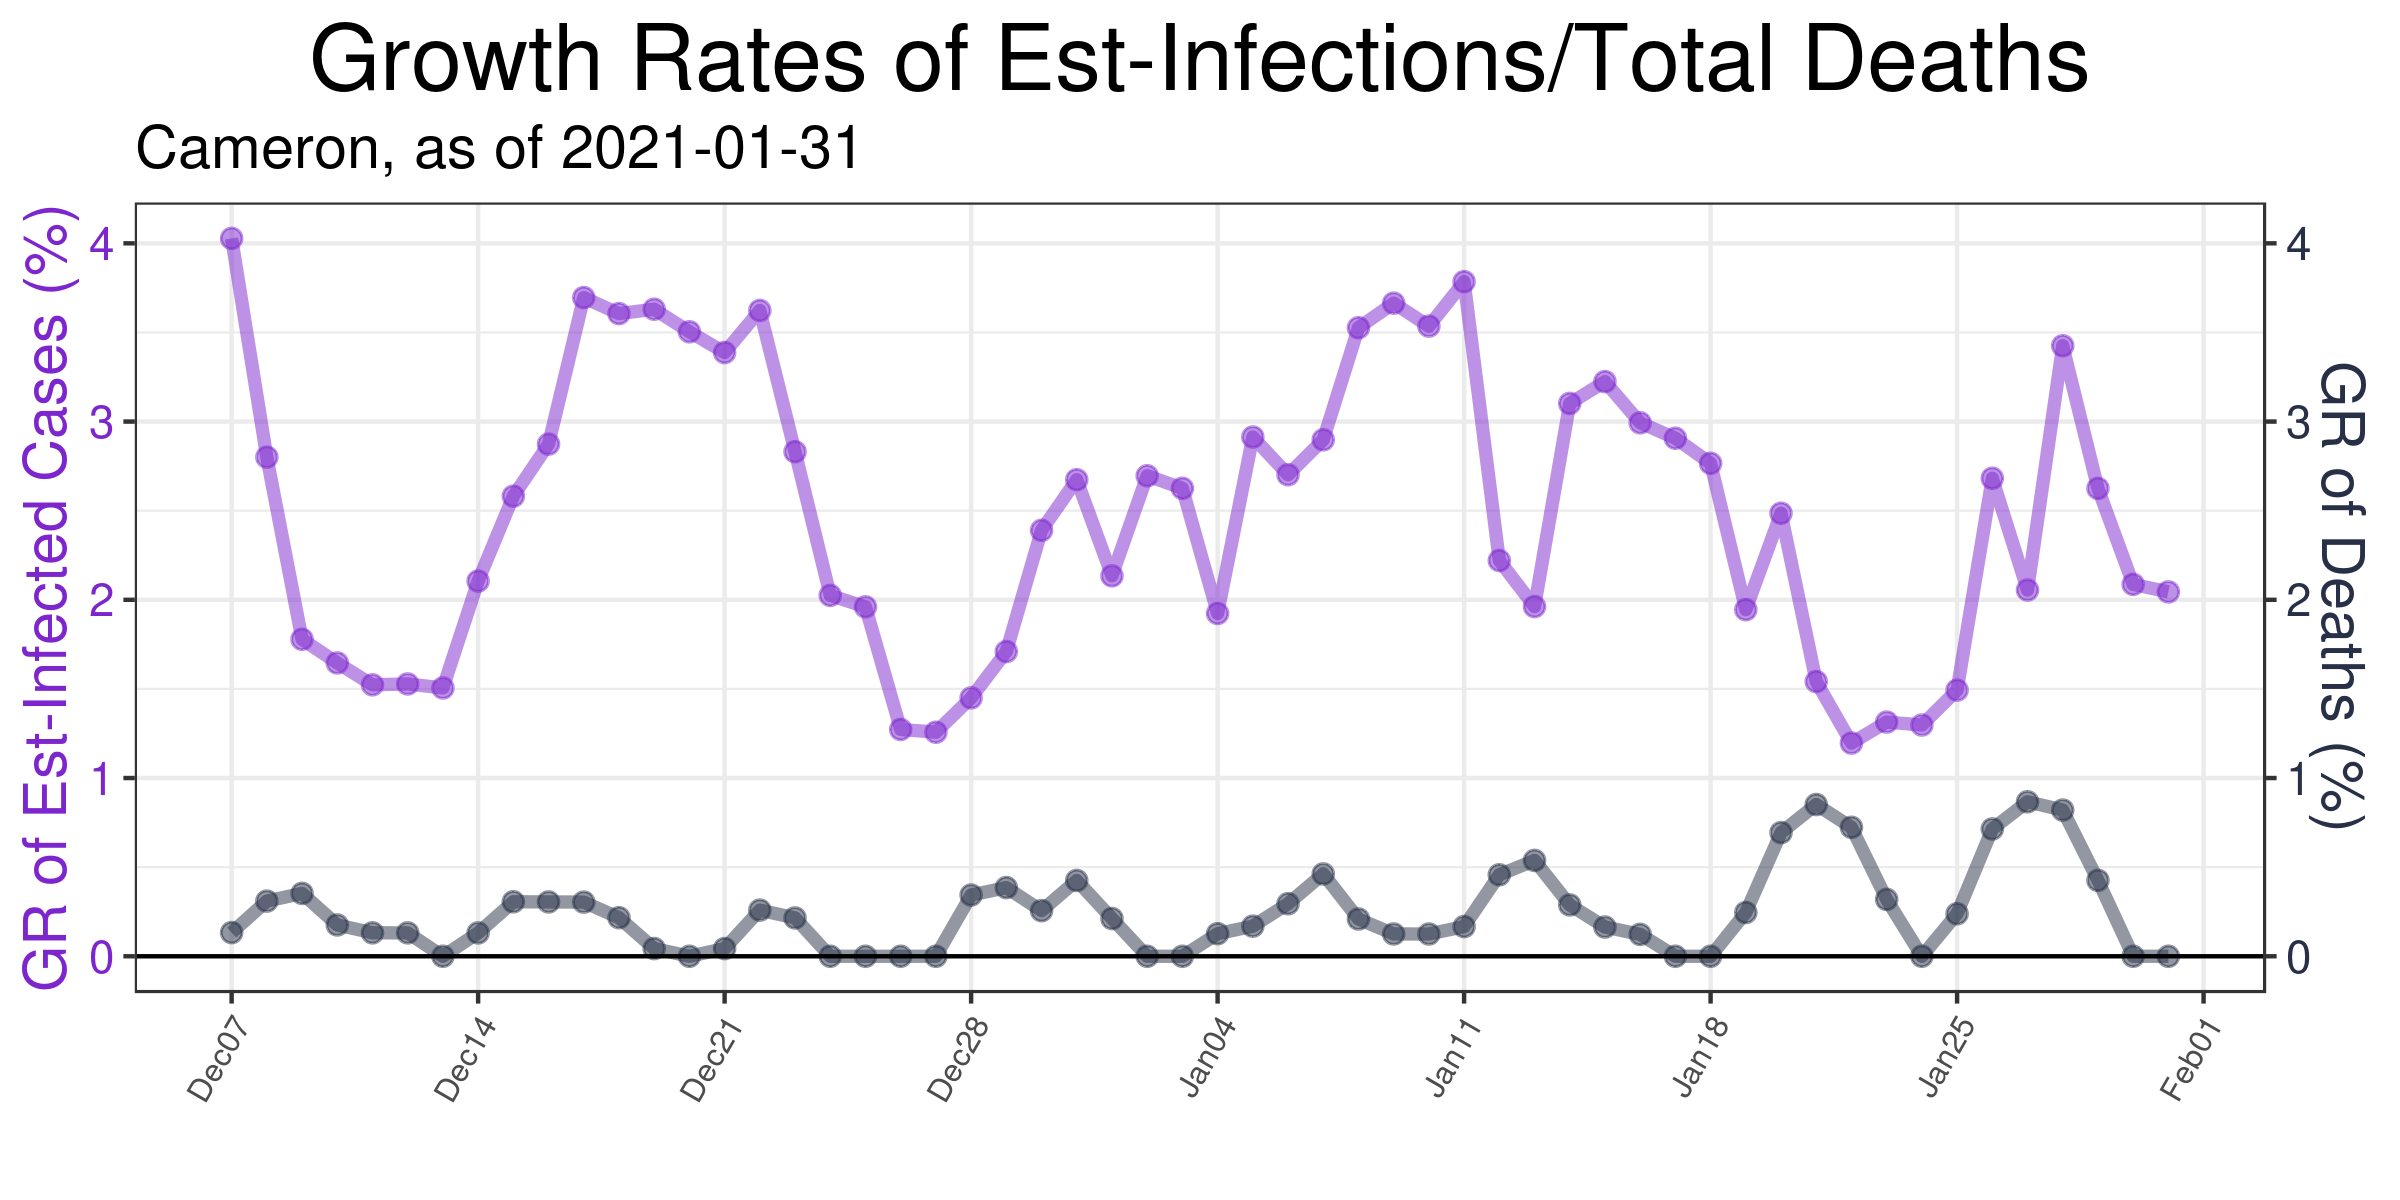 Growth Rates of Est-Infections/Total Deaths
Cameron, as of 2021-01-31
GR of Est-Infected Cases (%)
4
3
2
1
0
4
3
2
1
0
GR of Deaths (%)
Dec07
Dec14
Dec21
Dec28
Jan04
Jan11
Jan18
Jan25
Feb01